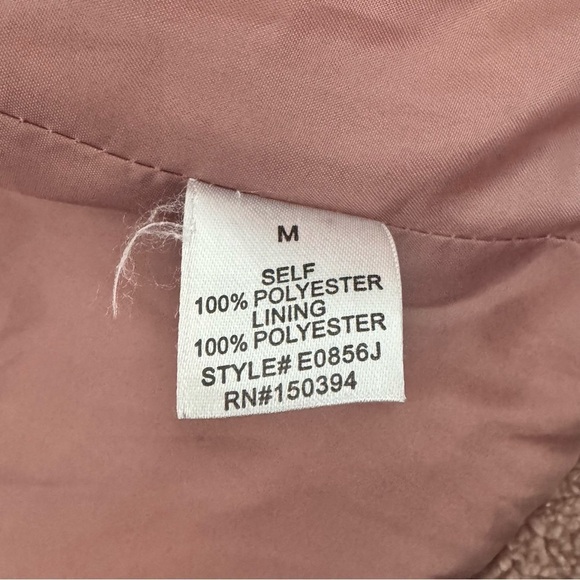 M
SELF
100% POLYESTER
LINING
100% POLYESTER
STYLE# E0856J
RN#150394